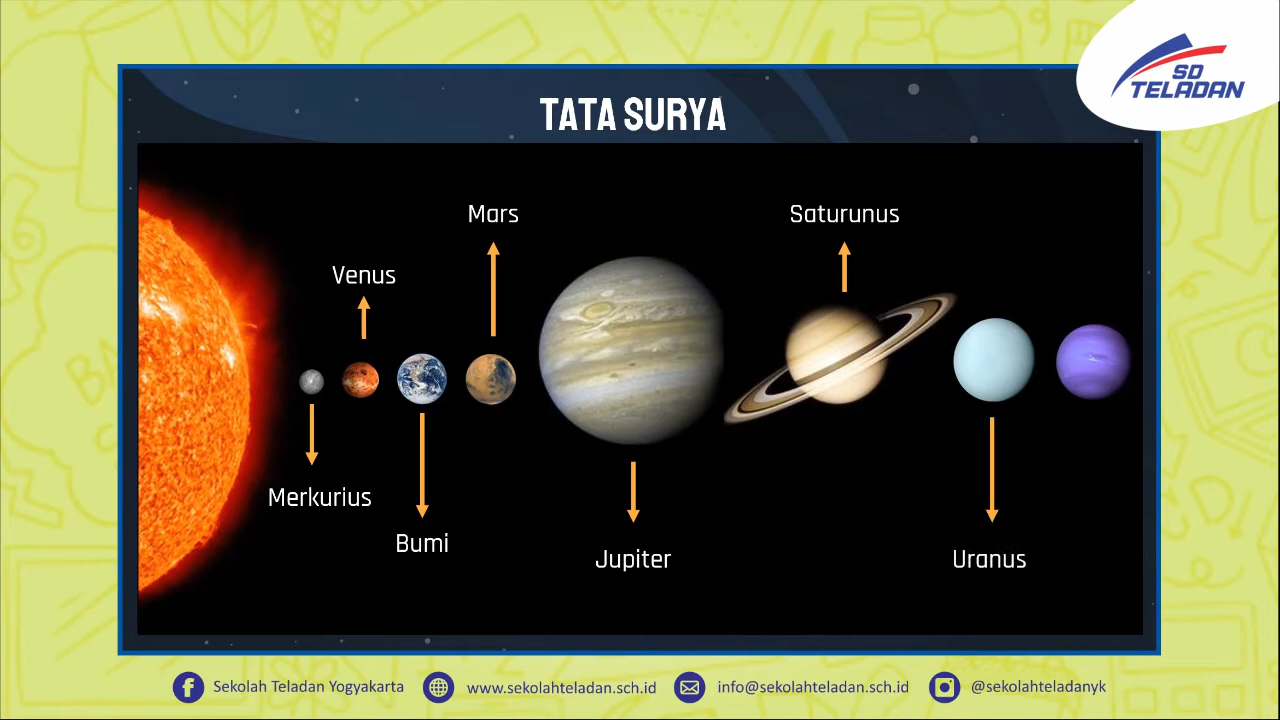 SD
TELADAN
TATA SURYA
Mars
Saturunus
Venus
Merkurius
Bumi
Jupiter
Uranus
Sekolah Teladan Yogyakarta
www.sekolahteladan.sch.id
info@sekolahteladan.sch.id
@sekolahteladanyk